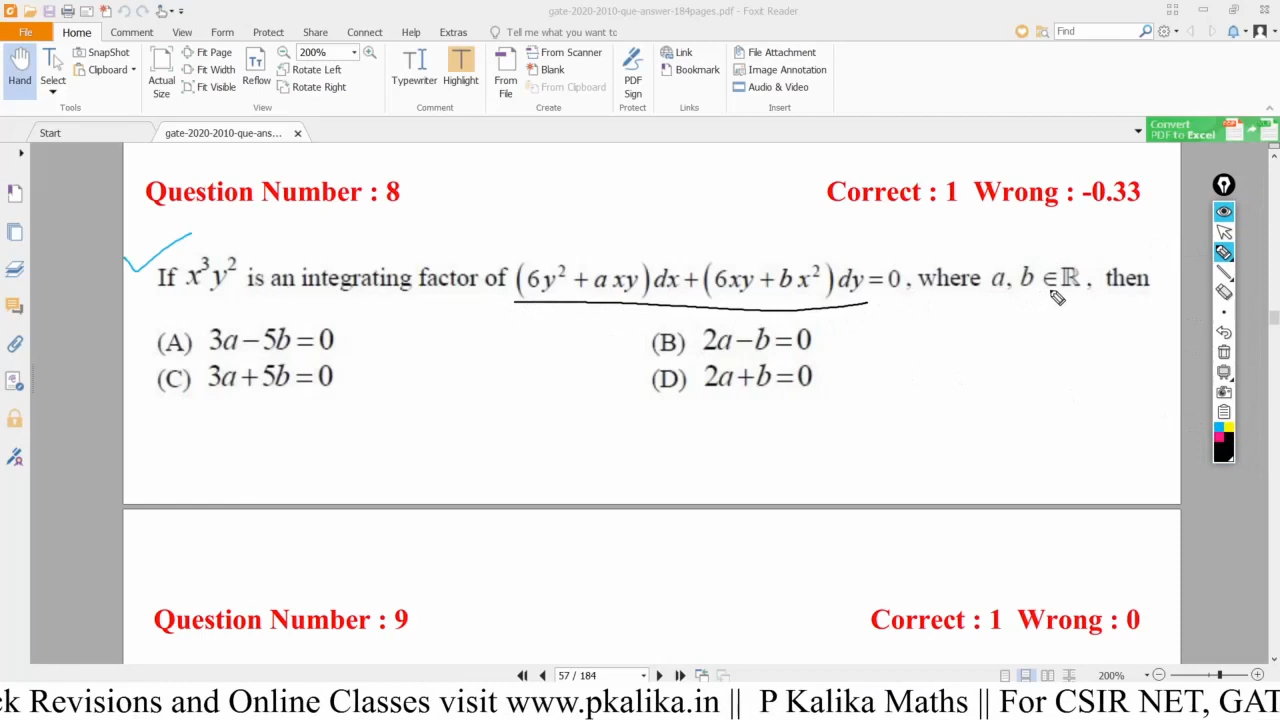 gate-2020-2010-que-answer-184pages.pdf - Foxit Reader
File Home Comment View Form Protect Share Connect Help Extras Tell me what you want to Find
Hand
Select
SnapShot
Clipboard
Tools
Actual Size
Fit Page
Fit Width
Fit Visible
Reflow
200%
Rotate Left
Rotate Right
View
Typewriter
Highlight
Comment
From File
From Scanner
Blank
From Clipboard
Create
PDF Sign
Protect
Link
Bookmark
Links
File Attachment
Image Annotation
Audio & Video
Insert
Start
gate-2020-2010-que-ans...
Convert
PDF to Excel
Question Number : 8 Correct : 1 Wrong : -0.33
If x³y² is an integrating factor of (6y² + a xy) dx + (6xy + b x²) dy = 0, where a, b ∈ ℝ, then
(A) 3a − 5b = 0 (B) 2a − b = 0
(C) 3a + 5b = 0 (D) 2a + b = 0
Question Number : 9 Correct : 1 Wrong : 0
57 / 184 200%
ck Revisions and Online Classes visit www.pkalika.in || P Kalika Maths || For CSIR NET, GAT